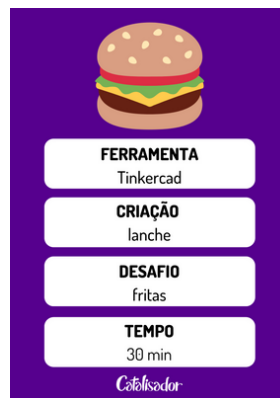 FERRAMENTA
Tinkercad
CRIAÇÃO
lanche
DESAFIO
fritas
TEMPO
30 min
Catalisador